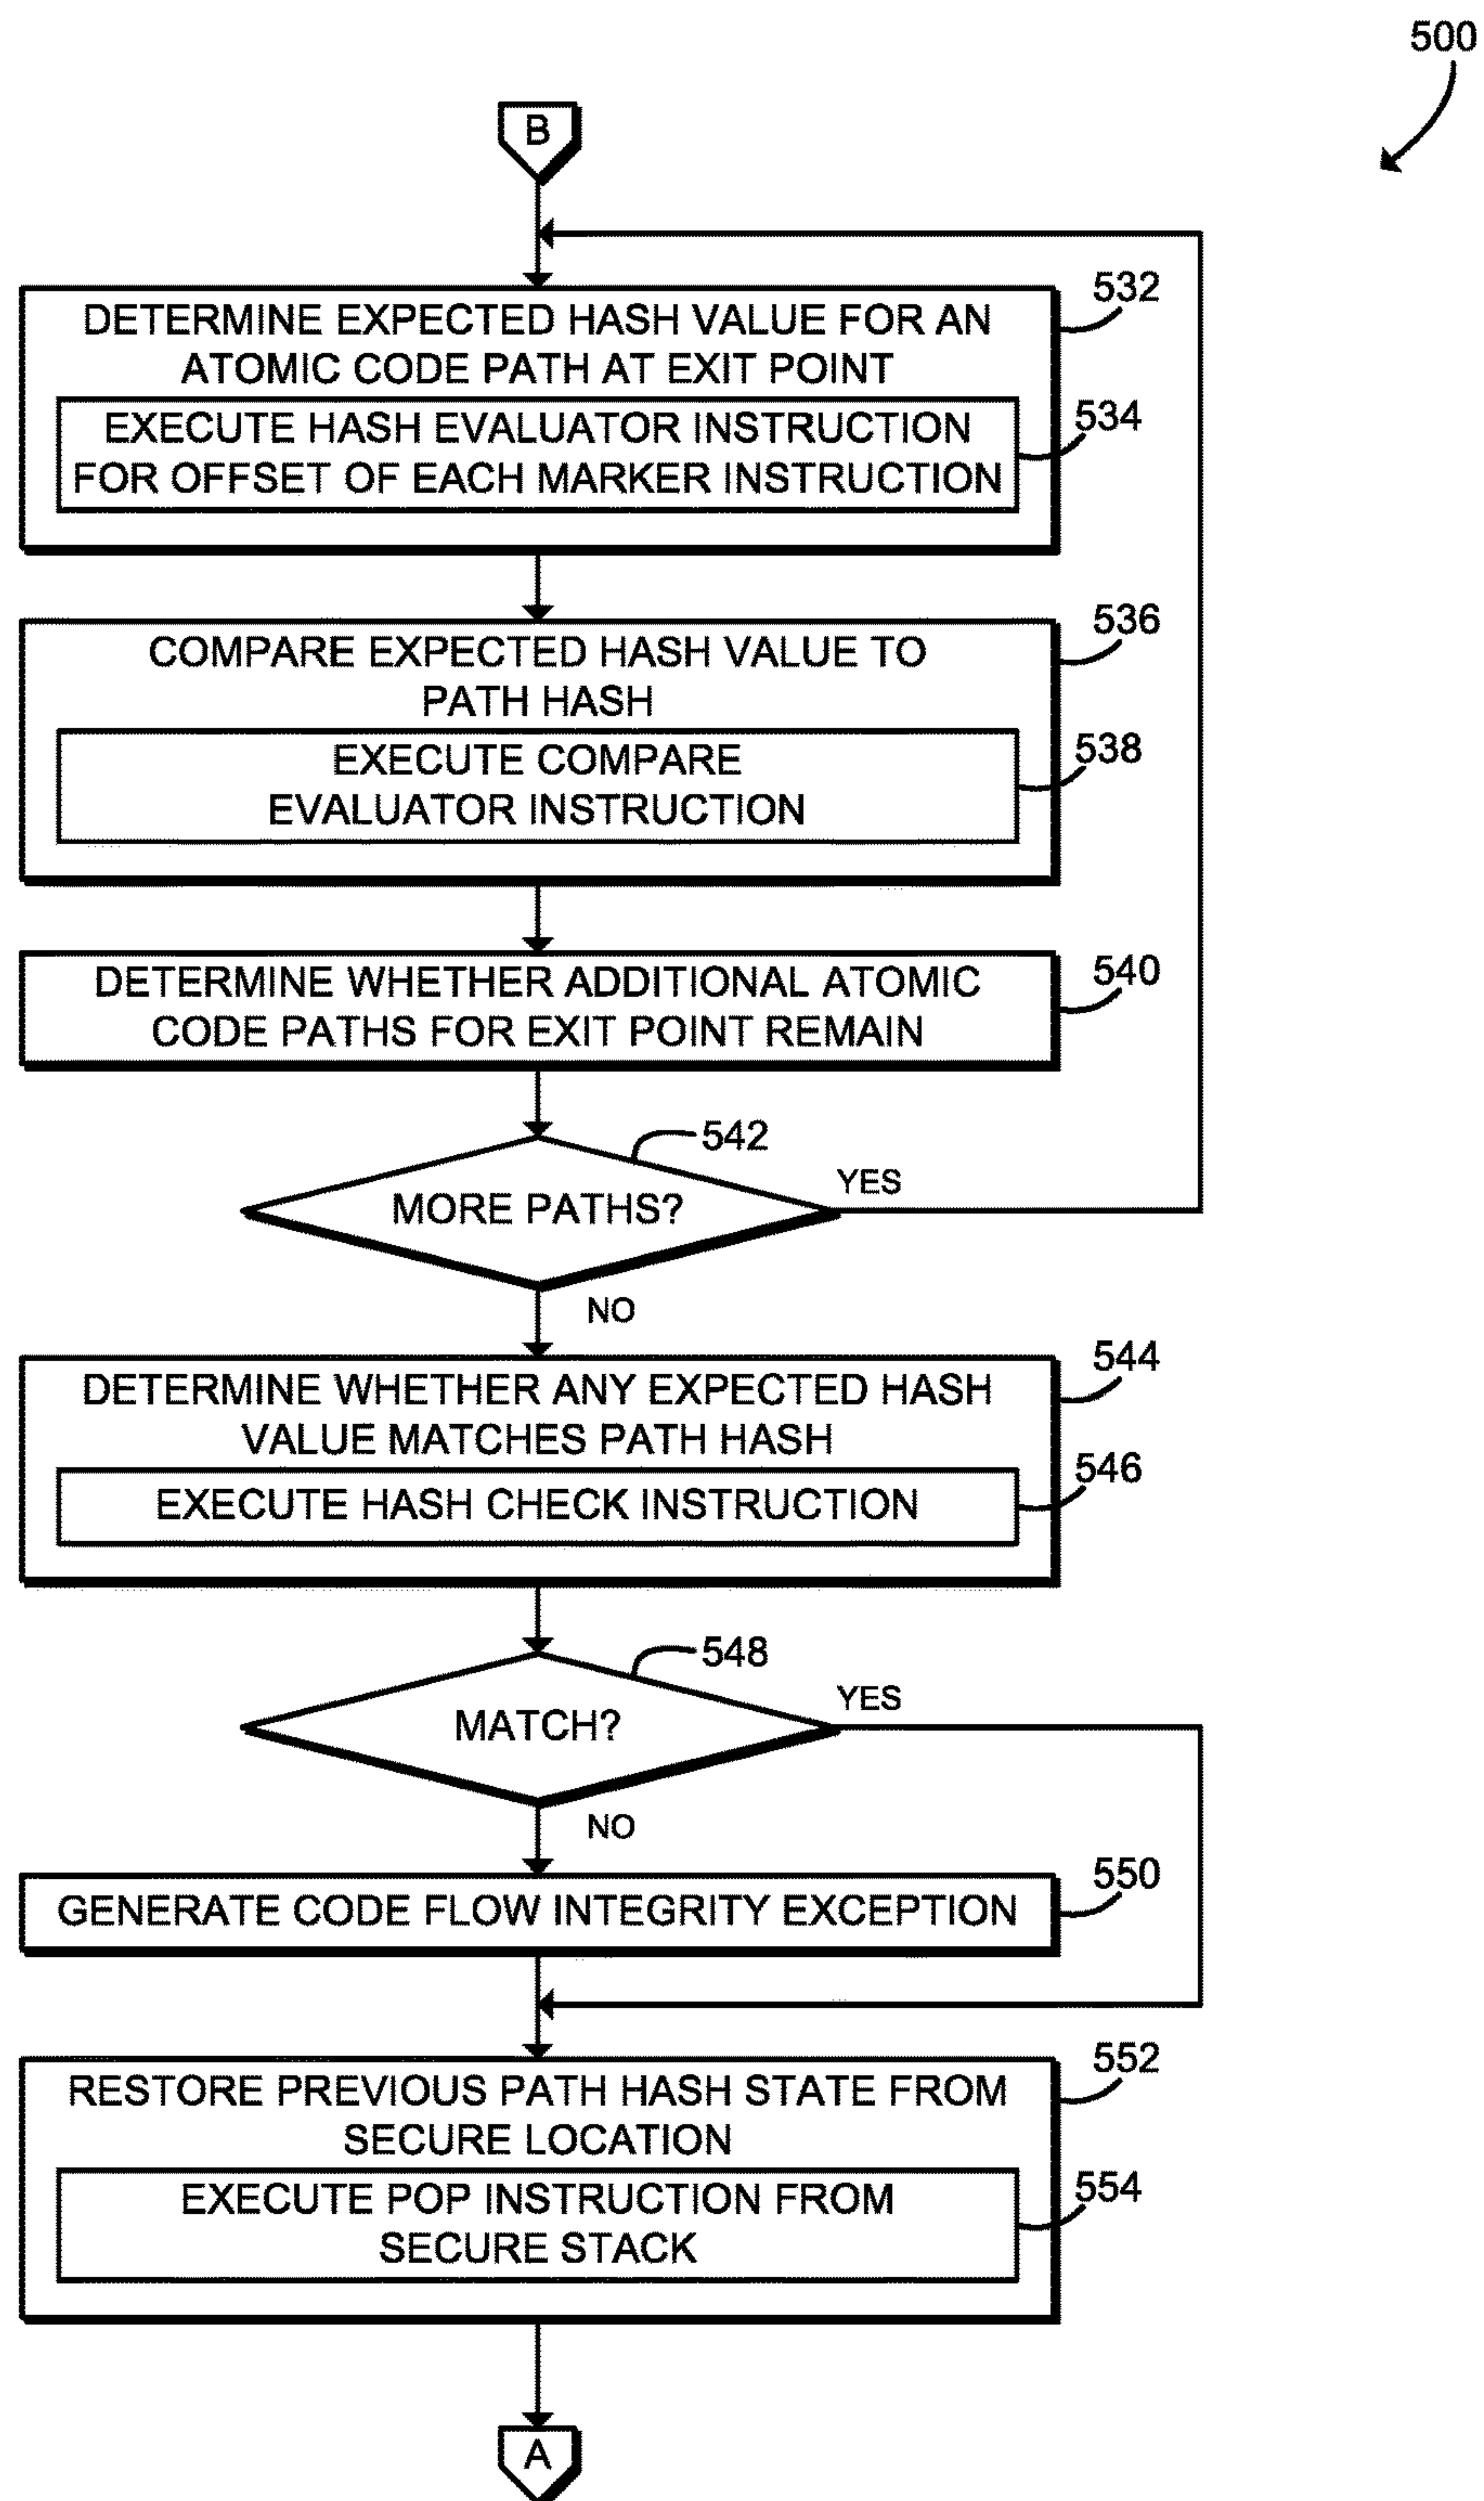 500
B
532
DETERMINE EXPECTED HASH VALUE FOR AN
ATOMIC CODE PATH AT EXIT POINT
534
EXECUTE HASH EVALUATOR INSTRUCTION
FOR OFFSET OF EACH MARKER INSTRUCTION
536
COMPARE EXPECTED HASH VALUE TO
PATH HASH
538
EXECUTE COMPARE
EVALUATOR INSTRUCTION
540
DETERMINE WHETHER ADDITIONAL ATOMIC
CODE PATHS FOR EXIT POINT REMAIN
542
MORE PATHS?
YES
NO
544
DETERMINE WHETHER ANY EXPECTED HASH
VALUE MATCHES PATH HASH
546
EXECUTE HASH CHECK INSTRUCTION
548
MATCH?
YES
NO
550
GENERATE CODE FLOW INTEGRITY EXCEPTION
552
RESTORE PREVIOUS PATH HASH STATE FROM
SECURE LOCATION
554
EXECUTE POP INSTRUCTION FROM
SECURE STACK
A